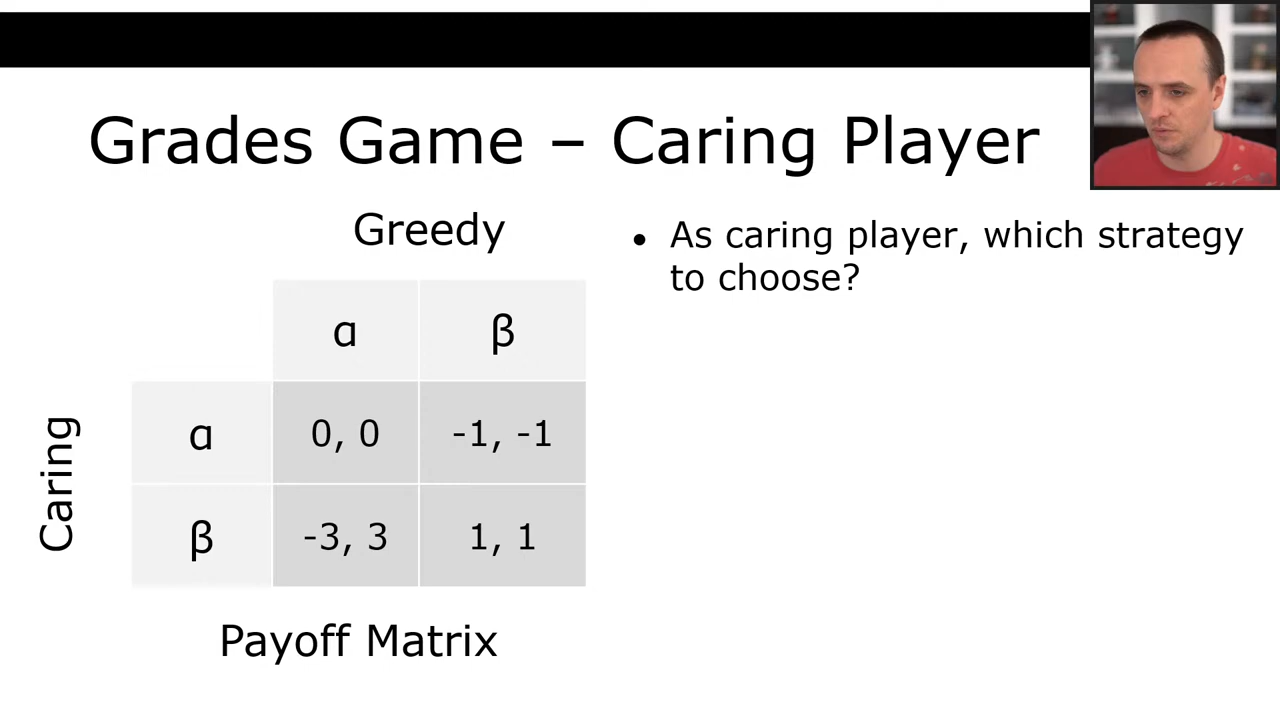 Grades Game – Caring Player
Greedy
• As caring player, which strategy
to choose?
α β
Caring
α 0, 0 -1, -1
β -3, 3 1, 1
Payoff Matrix